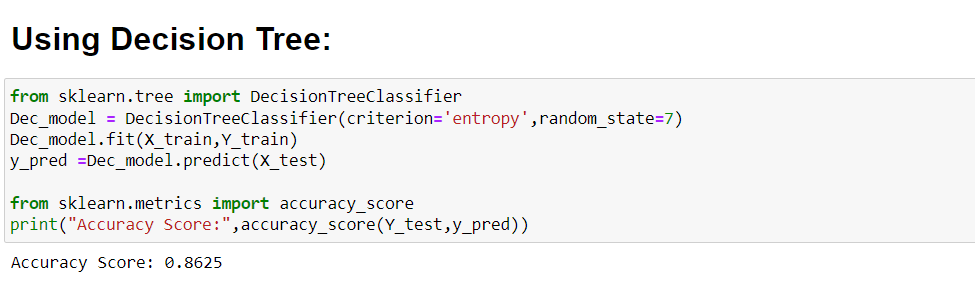 Using Decision Tree:
from sklearn.tree import DecisionTreeClassifier
Dec_model = DecisionTreeClassifier(criterion='entropy',random_state=7)
Dec_model.fit(X_train,Y_train)
y_pred =Dec_model.predict(X_test)
from sklearn.metrics import accuracy_score
print("Accuracy Score:",accuracy_score(Y_test,y_pred))
Accuracy Score: 0.8625